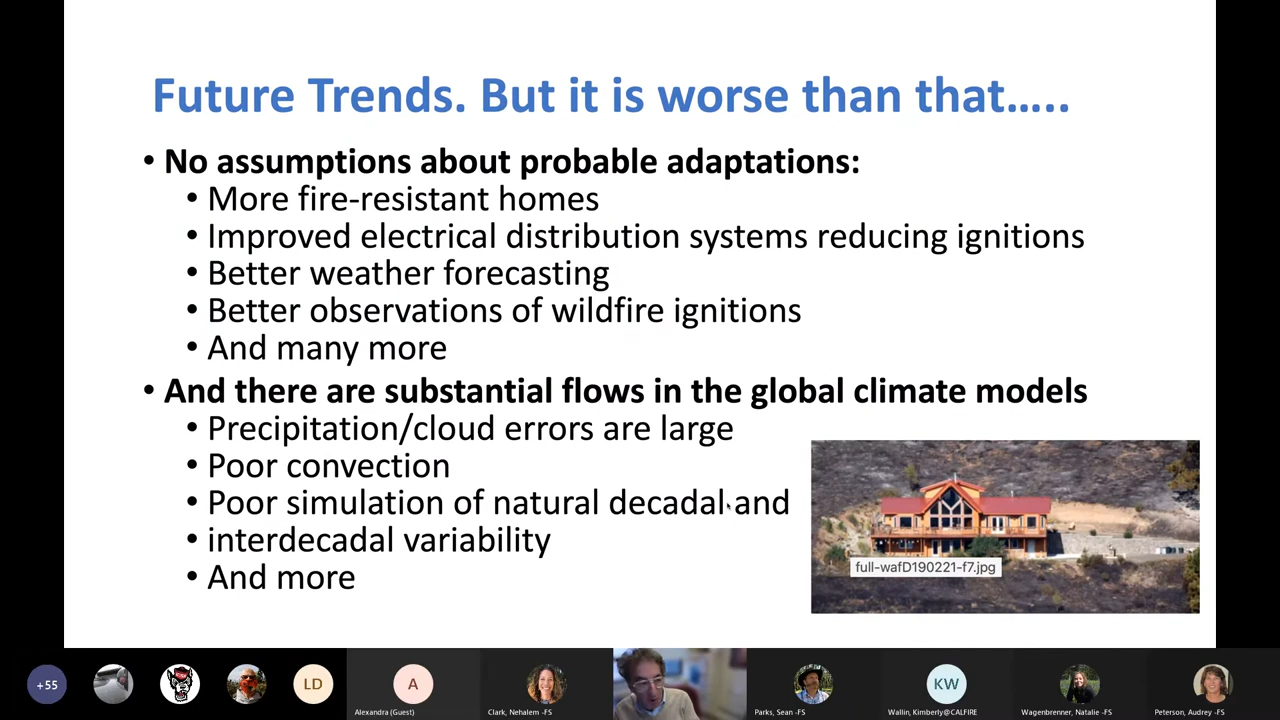 Future Trends. But it is worse than that.....
• No assumptions about probable adaptations:
• More fire-resistant homes
• Improved electrical distribution systems reducing ignitions
• Better weather forecasting
• Better observations of wildfire ignitions
• And many more
• And there are substantial flows in the global climate models
• Precipitation/cloud errors are large
• Poor convection
• Poor simulation of natural decadal and
• interdecadal variability
• And more
full-wafD190221-f7.jpg
+55
LD
A
KW
Alexandra (Guest)
Clark, Nehalem -FS
Parks, Sean -FS
Wallin, Kimberly@CALFIRE
Wagenbrenner, Natalie -FS
Peterson, Audrey -FS